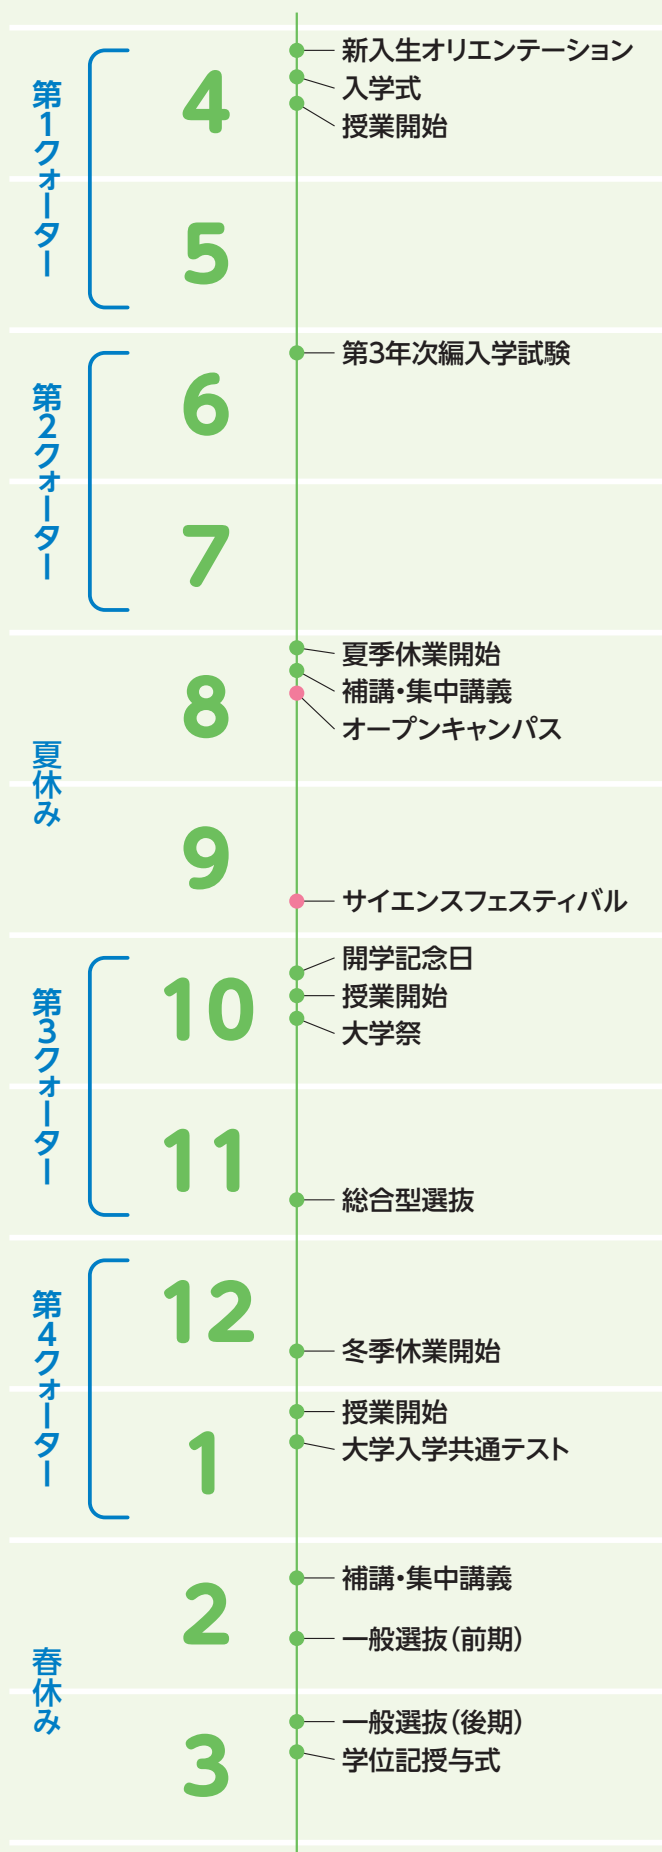 第1クォーター
4
新入生オリエンテーション
入学式
授業開始
5
第2クォーター
6
第3年次編入学試験
7
夏休み
8
夏季休業開始
補講・集中講義
オープンキャンパス
9
サイエンスフェスティバル
第3クォーター
10
開学記念日
授業開始
大学祭
11
総合型選抜
第4クォーター
12
冬季休業開始
1
授業開始
大学入学共通テスト
春休み
2
補講・集中講義
一般選抜(前期)
3
一般選抜(後期)
学位記授与式